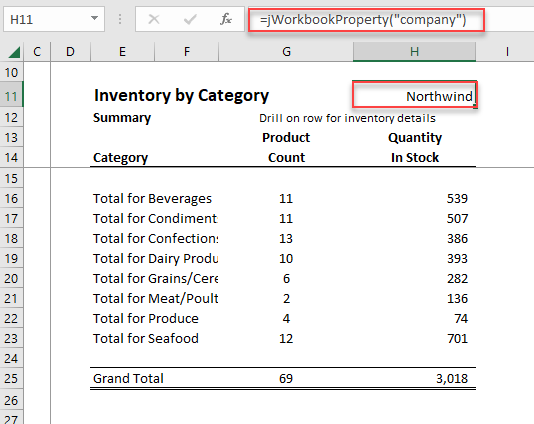 H11 fx =jWorkbookProperty("company")
C D E F G H I
10
11 Inventory by Category Northwind
12 Summary Drill on row for inventory details
13 Product Quantity
14 Category Count In Stock
15
16 Total for Beverages 11 539
17 Total for Condiment 11 507
18 Total for Confections 13 386
19 Total for Dairy Produ 10 393
20 Total for Grains/Cere 6 282
21 Total for Meat/Poult 2 136
22 Total for Produce 4 74
23 Total for Seafood 12 701
24
25 Grand Total 69 3,018
26
27